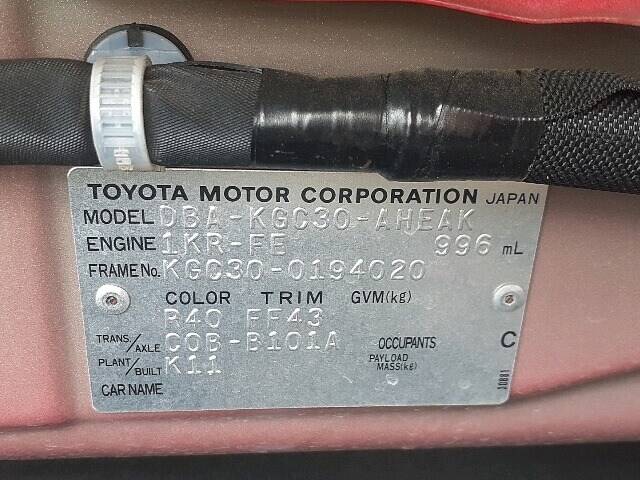 TOYOTA MOTOR CORPORATION JAPAN
MODEL DBA-KGC30-AHEAK
ENGINE 1KR-FE 996 mL
FRAME No. KGC30-0194020
COLOR TRIM GVM(kg)
R40 FF43
TRANS./AXLE C0B-B101A OCCUPANTS C
PLANT/BUILT K11 PAYLOAD MASS(kg)
CAR NAME